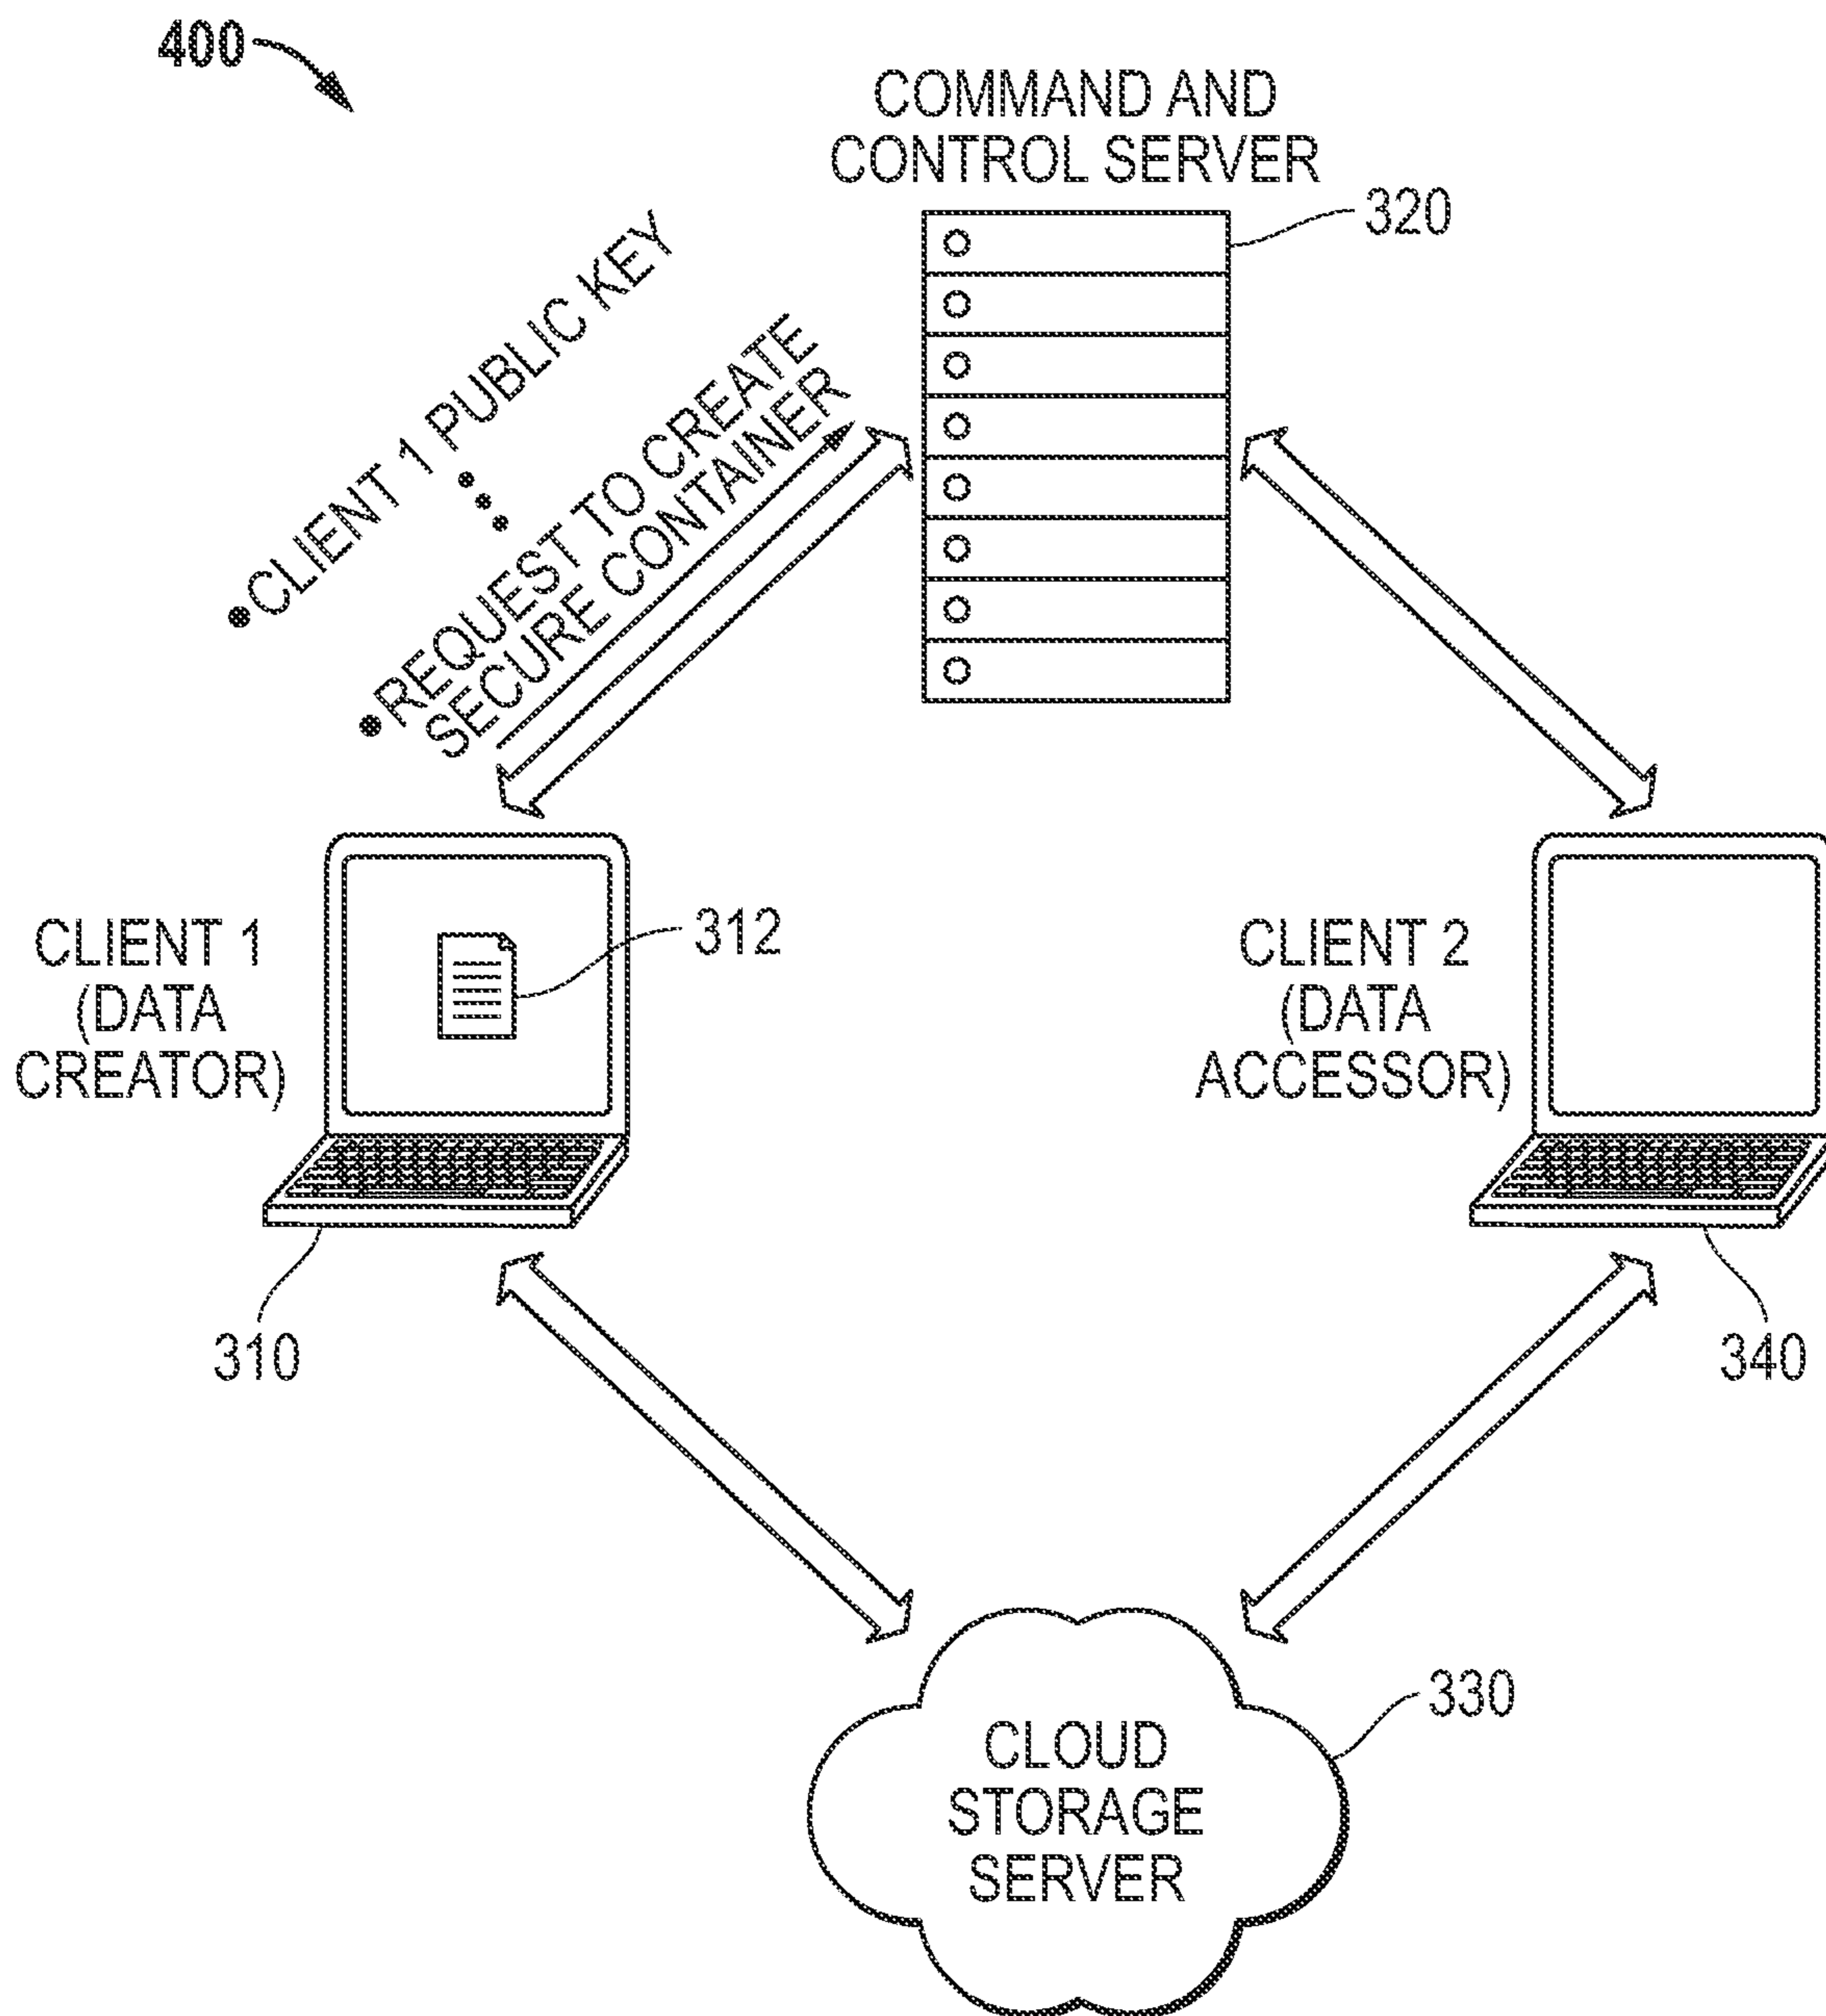 400
COMMAND AND
CONTROL SERVER
320
•CLIENT 1 PUBLIC KEY
•REQUEST TO CREATE
SECURE CONTAINER
CLIENT 1
(DATA
CREATOR)
312
CLIENT 2
(DATA
ACCESSOR)
310
340
330
CLOUD
STORAGE
SERVER